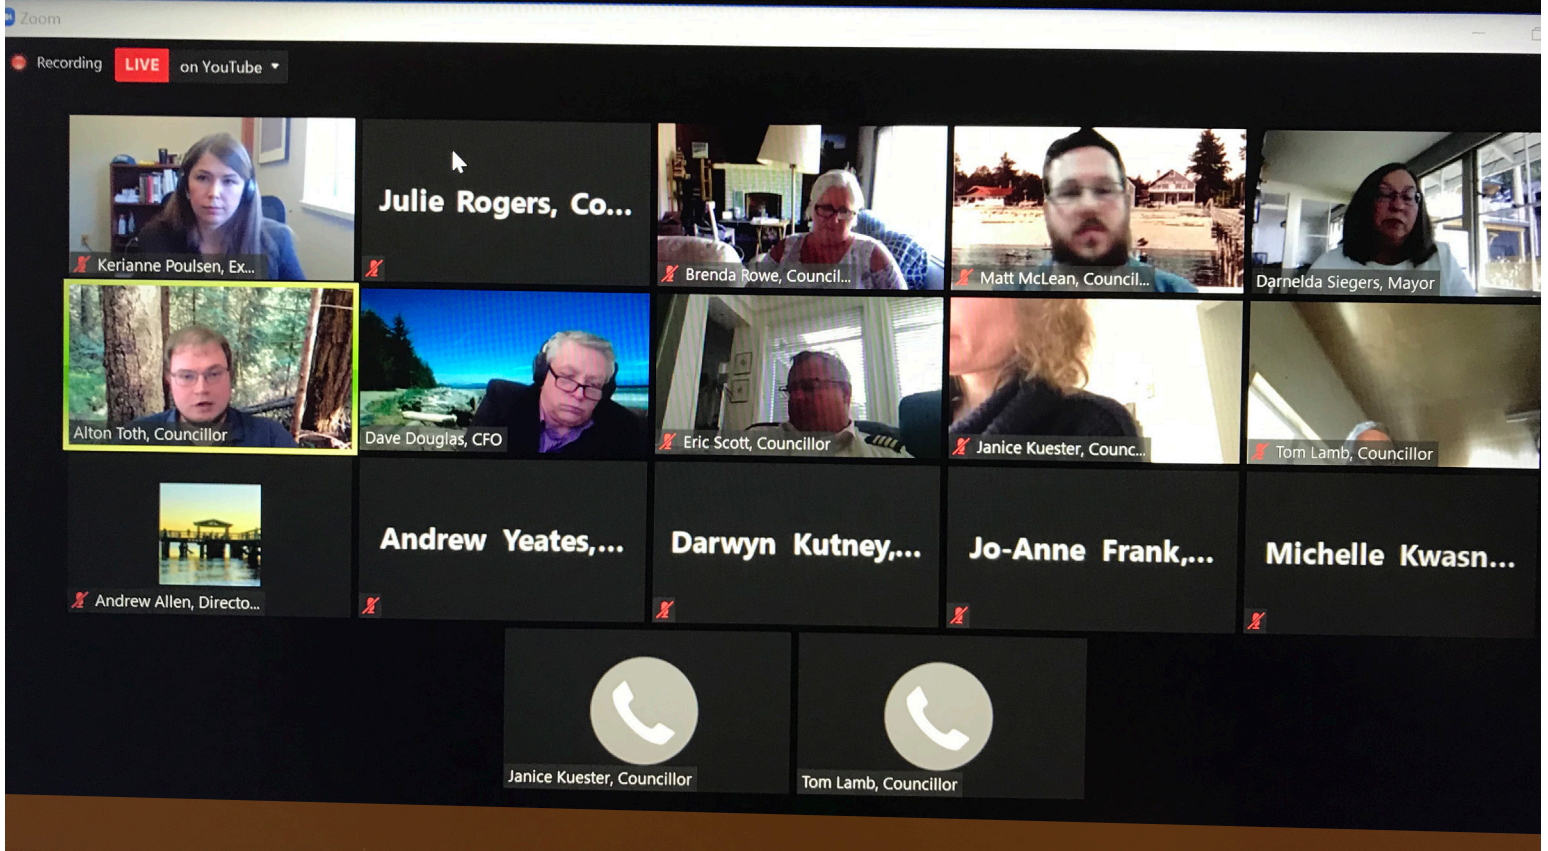 Zoom
Recording
LIVE
on YouTube
Kerianne Poulsen, Ex...
Julie Rogers, Co...
Brenda Rowe, Council...
Matt McLean, Council...
Darnelda Siegers, Mayor
Alton Toth, Councillor
Dave Douglas, CFO
Eric Scott, Councillor
Janice Kuester, Counc...
Tom Lamb, Councillor
Andrew Allen, Directo...
Andrew Yeates,...
Darwyn Kutney,...
Jo-Anne Frank,...
Michelle Kwasn...
Janice Kuester, Councillor
Tom Lamb, Councillor